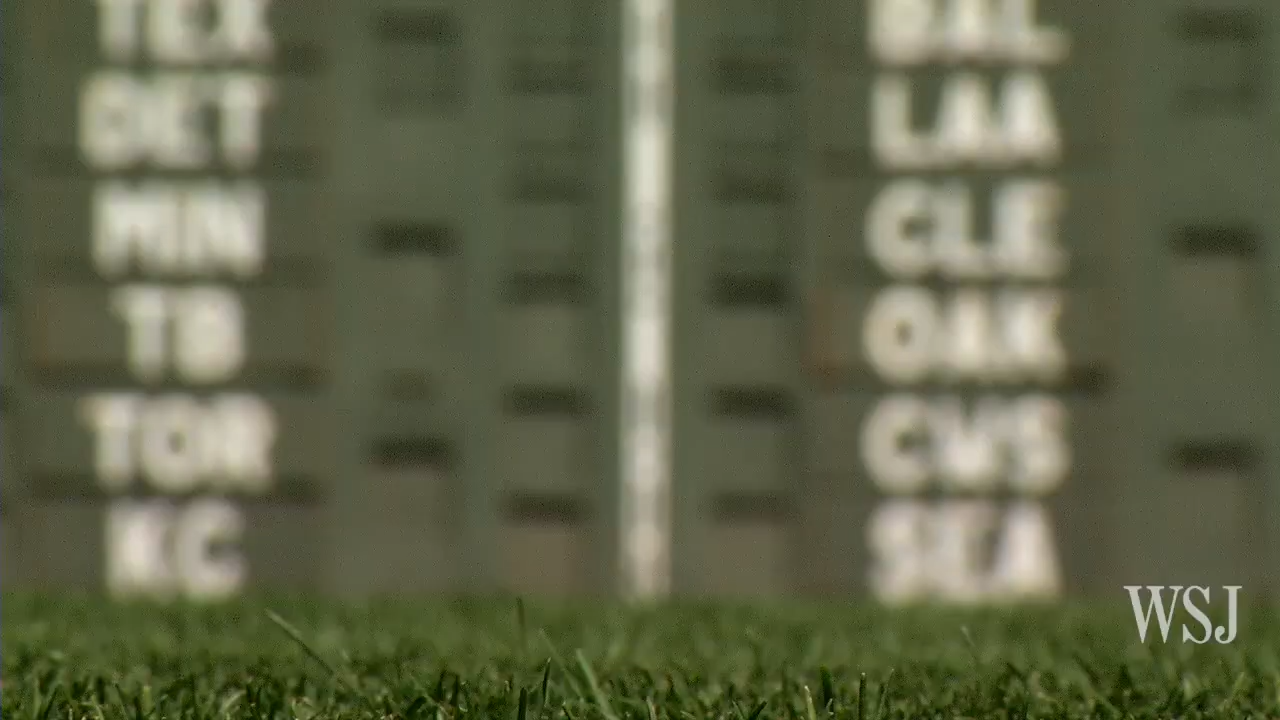 TEX BAL
DET LAA
MIN CLE
TB OAK
TOR CWS
KC SEA
WSJ